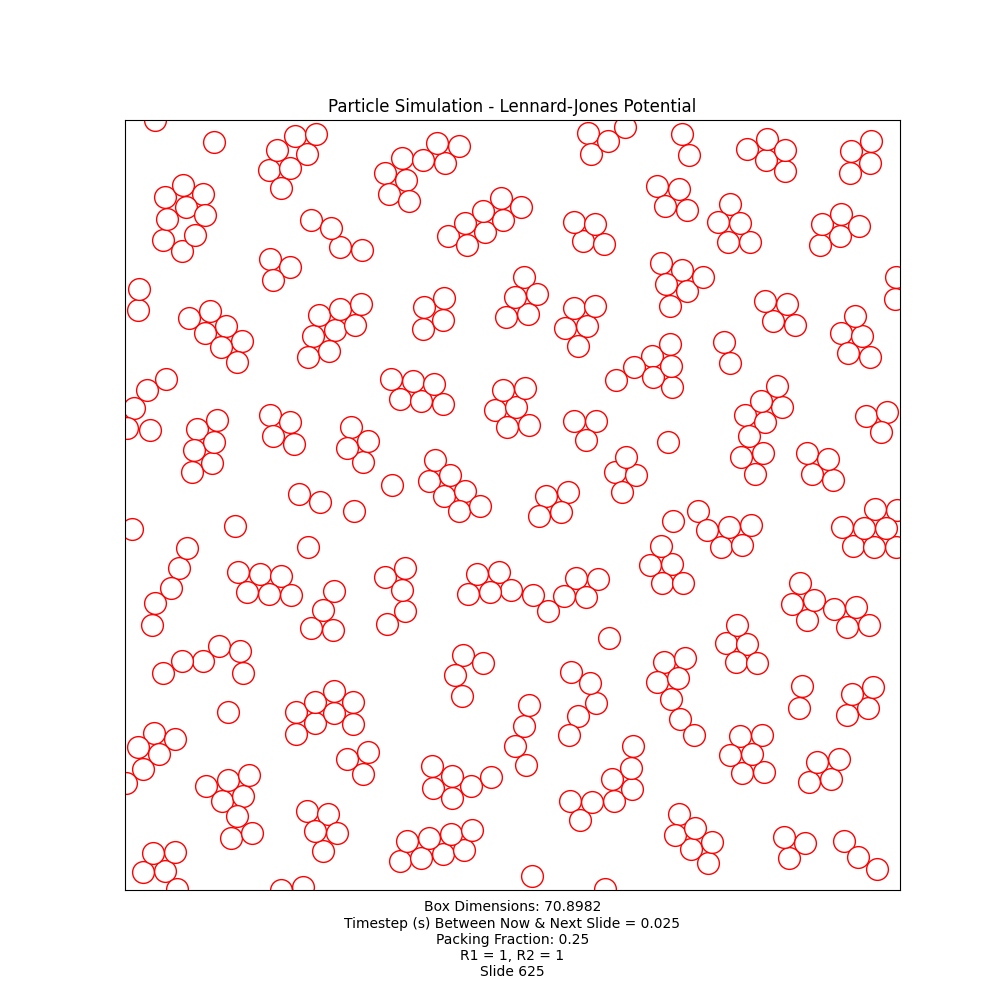 Particle Simulation - Lennard-Jones Potential
Box Dimensions: 70.8982
Timestep (s) Between Now & Next Slide = 0.025
Packing Fraction: 0.25
R1 = 1, R2 = 1
Slide 625